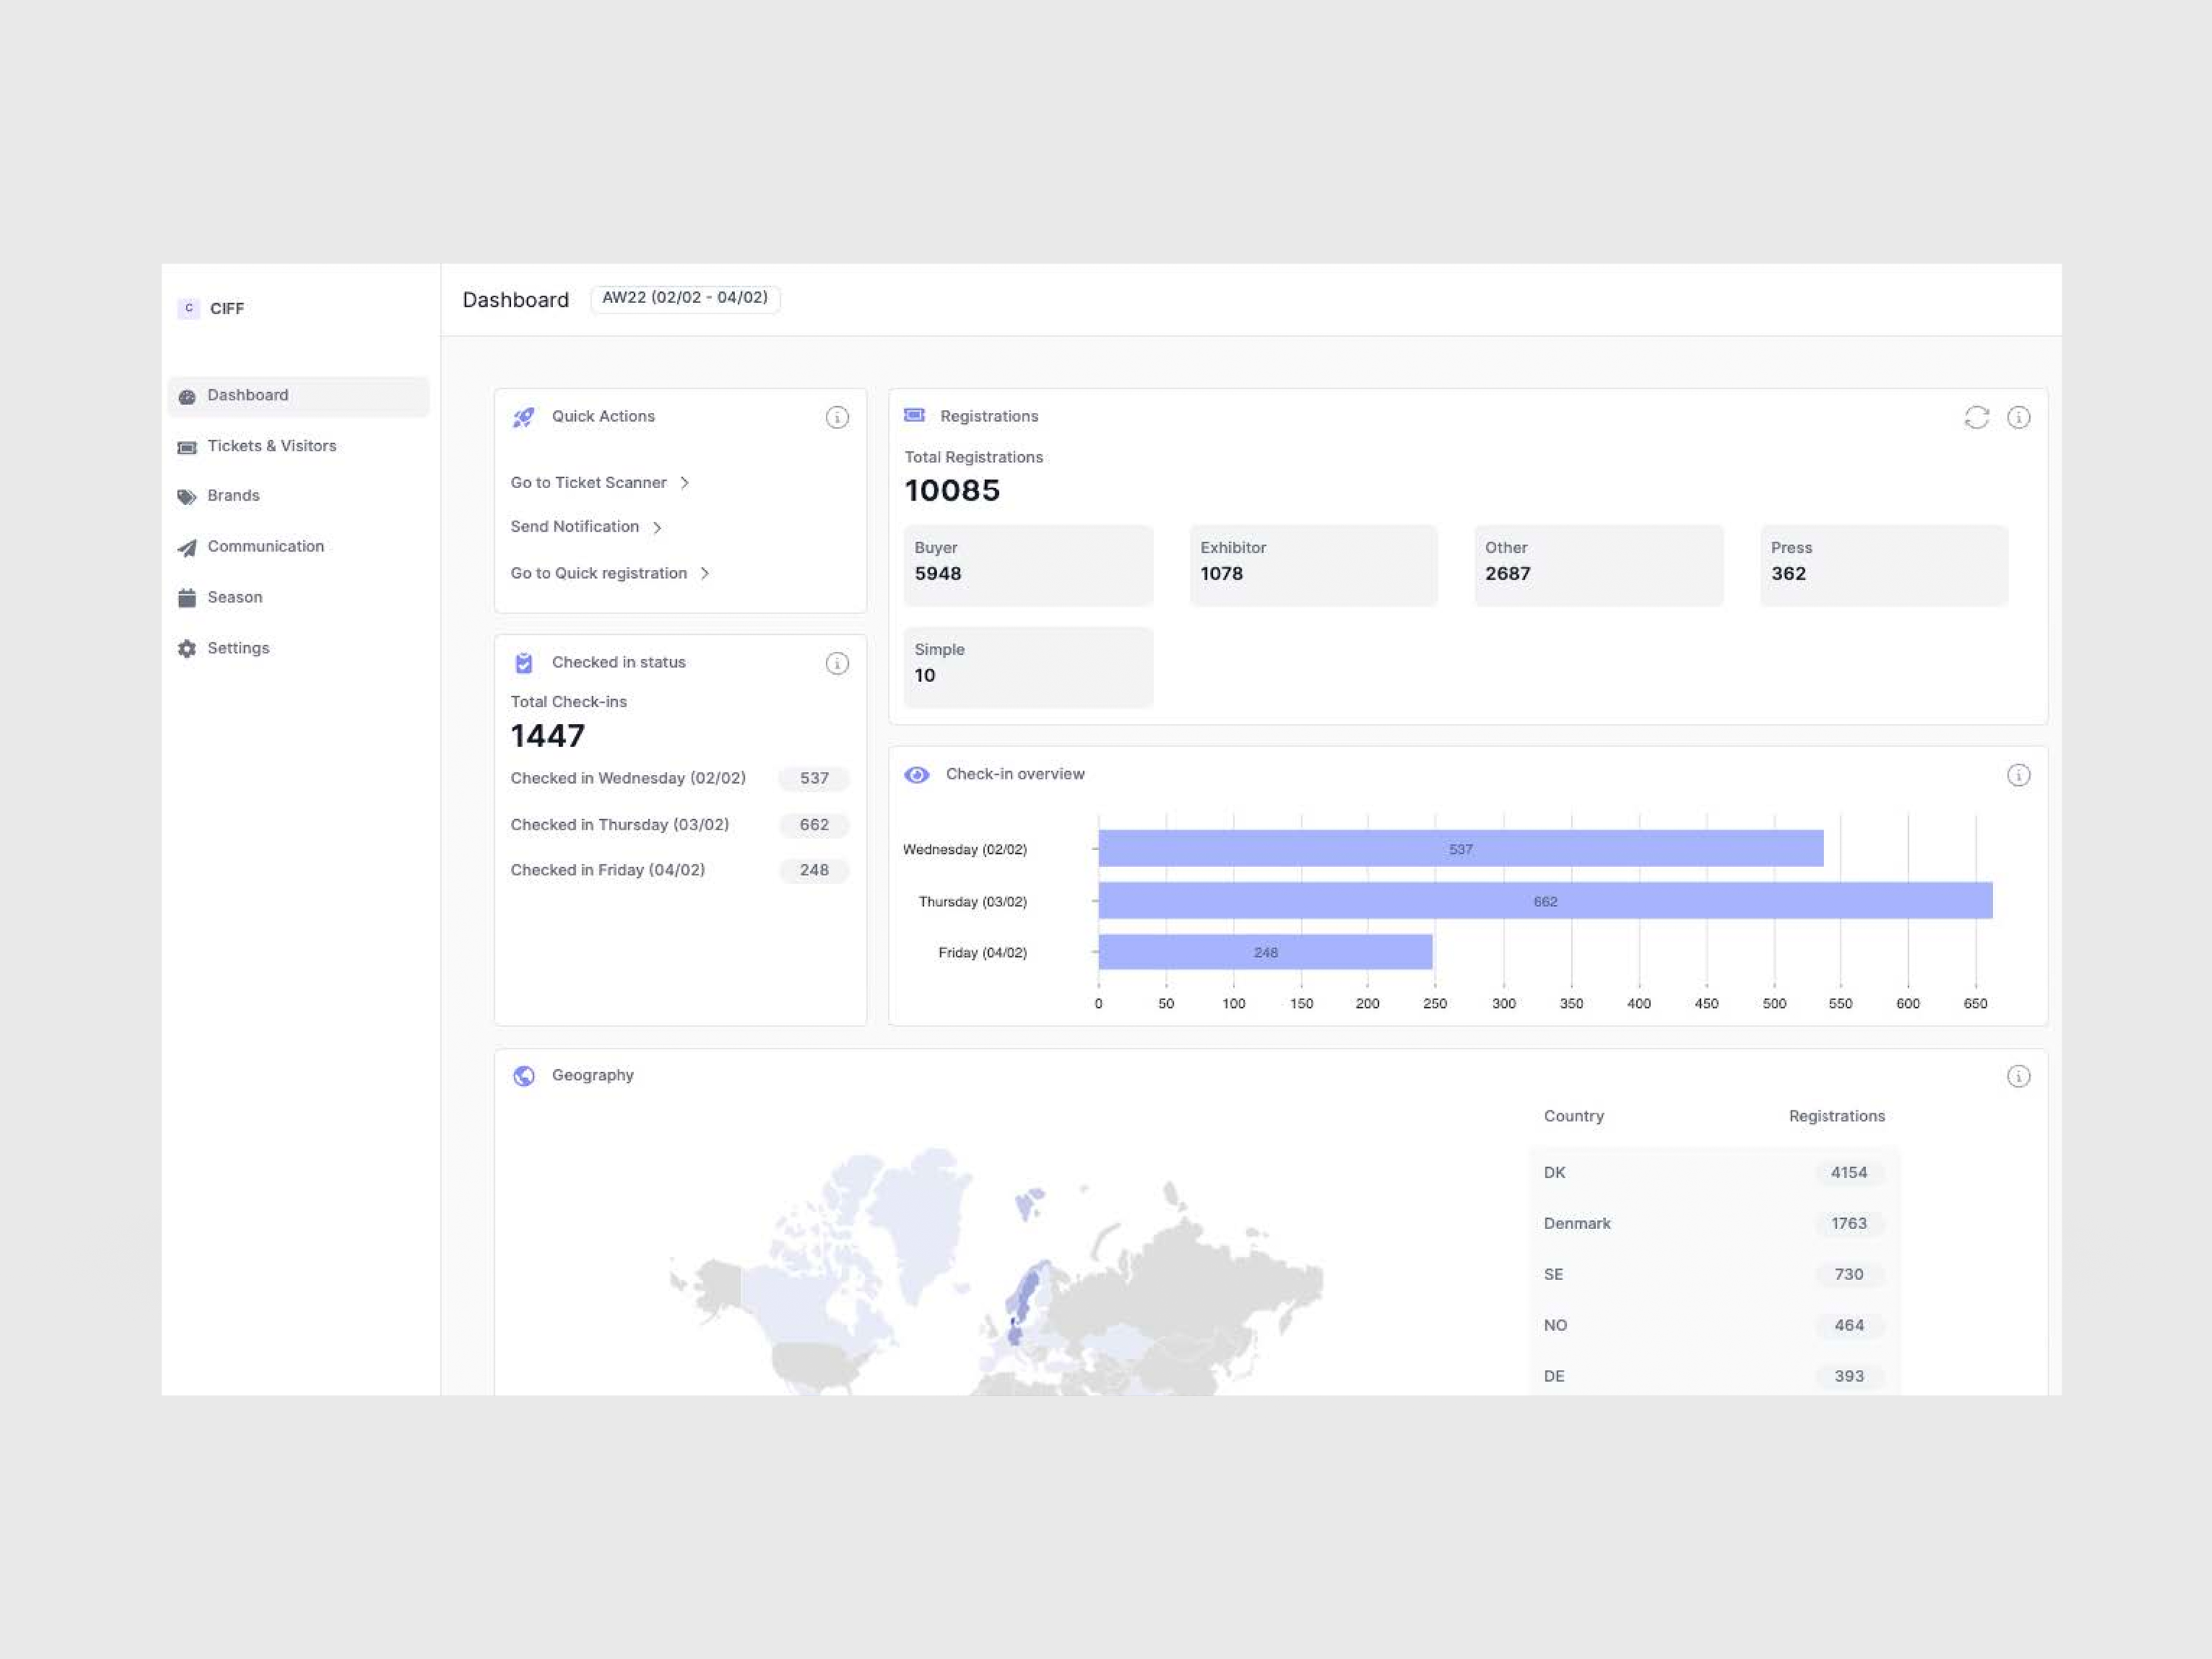 C CIFF
Dashboard
Tickets & Visitors
Brands
Communication
Season
Settings
Dashboard AW22 (02/02 - 04/02)
Quick Actions
Go to Ticket Scanner
Send Notification
Go to Quick registration
Registrations
Total Registrations
10085
Buyer
5948
Exhibitor
1078
Other
2687
Press
362
Simple
10
Checked in status
Total Check-ins
1447
Checked in Wednesday (02/02) 537
Checked in Thursday (03/02) 662
Checked in Friday (04/02) 248
Check-in overview
Wednesday (02/02) 537
Thursday (03/02) 662
Friday (04/02) 248
0 50 100 150 200 250 300 350 400 450 500 550 600 650
Geography
Country Registrations
DK 4154
Denmark 1763
SE 730
NO 464
DE 393